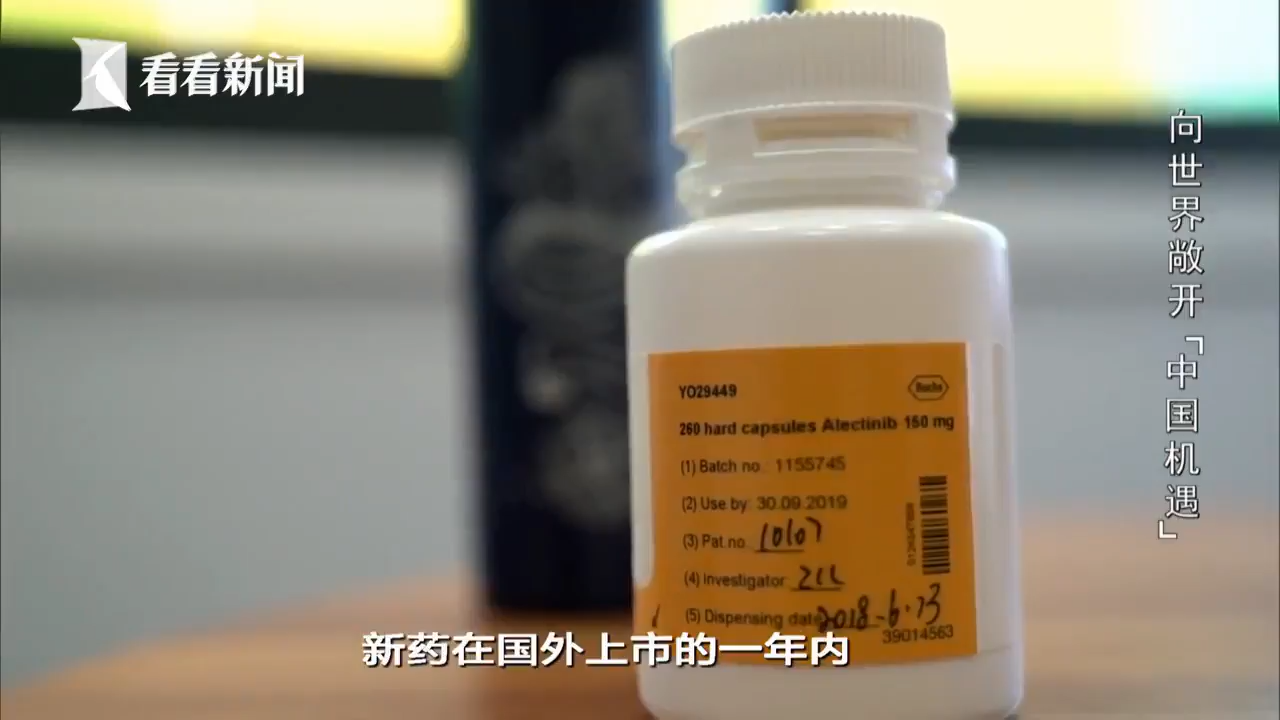 看看新闻
向世界敞开「中国机遇」
YO29449
Roche
260 hard capsules Alectinib 150 mg
(1) Batch no. 1155745
(2) Use by: 30.09.2019
(3) Pat.no. 10107
(4) Investigator
(5) Dispensing date 2018-6.13
39014563
新药在国外上市的一年内